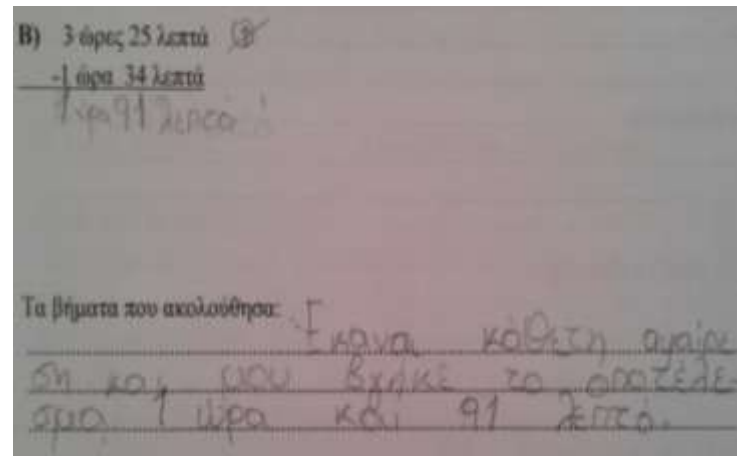 Β) 3 ώρες 25 λεπτά
-1 ώρα 34 λεπτά
1 ώρα 91 λεπτά
Τα βήματα που ακολούθησα: Έκανα κάθετη αφαίρε
ση και μου βγήκε το αποτέλε-
σμα 1 ώρα και 91 λεπτά.